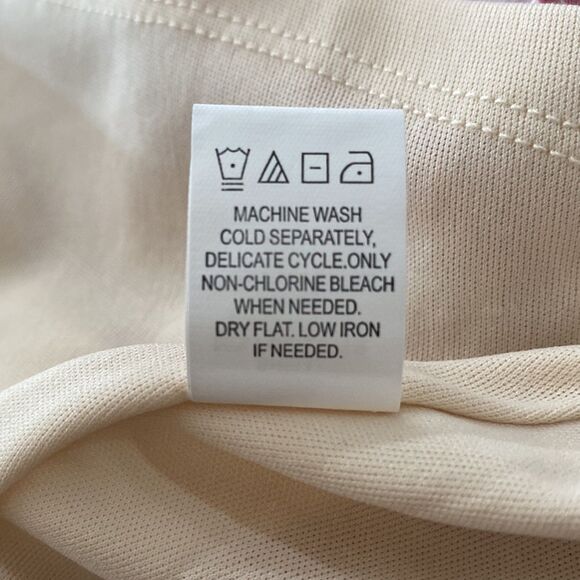 MACHINE WASH
COLD SEPARATELY,
DELICATE CYCLE.ONLY
NON-CHLORINE BLEACH
WHEN NEEDED.
DRY FLAT. LOW IRON
IF NEEDED.